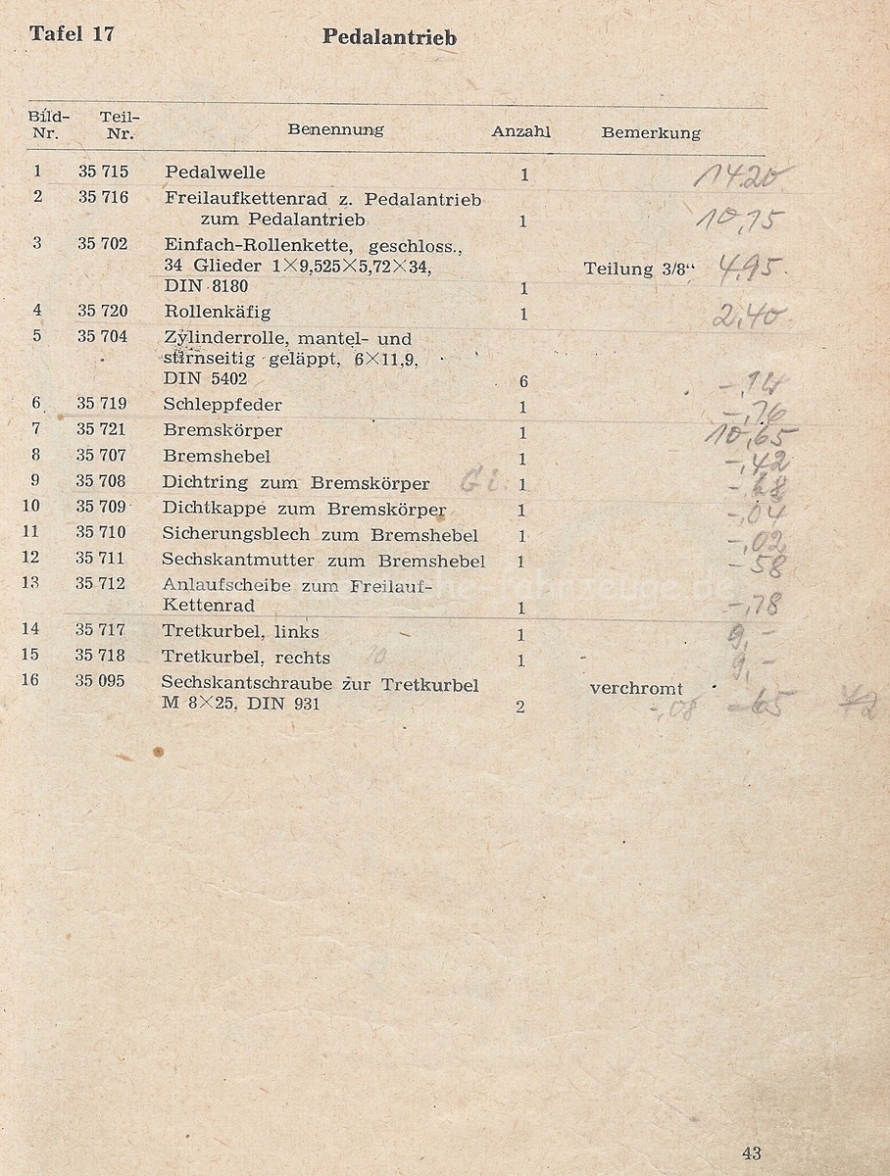 Tafel 17 Pedalantrieb
Bild- Teil-
Nr. Nr. Benennung Anzahl Bemerkung
1 35 715 Pedalwelle 1 14.20
2 35 716 Freilaufkettenrad z. Pedalantrieb
zum Pedalantrieb 1 10,15
3 35 702 Einfach-Rollenkette, geschloss.,
34 Glieder 1×9,525×5,72×34, Teilung 3/8“ 4,95.
DIN 8180 1
4 35 720 Rollenkäfig 1 2,40
5 35 704 Zylinderrolle, mantel- und
stirnseitig geläppt, 6×11,9,
DIN 5402 6 -,14
6 35 719 Schleppfeder 1 -,76
7 35 721 Bremskörper 1 10,65
8 35 707 Bremshebel 1 -,42
9 35 708 Dichtring zum Bremskörper Gi. 1
10 35 709 Dichtkappe zum Bremskörper 1 -,04
11 35 710 Sicherungsblech zum Bremshebel 1 -,02
12 35 711 Sechskantmutter zum Bremshebel 1 -58
13 35 712 Anlaufscheibe zum Freilauf-
Kettenrad 1 -,78
14 35 717 Tretkurbel, links 1 9,-
15 35 718 Tretkurbel, rechts 1 9,-
16 35 095 Sechskantschraube zur Tretkurbel verchromt
M 8×25, DIN 931 2 -,08 -65
43